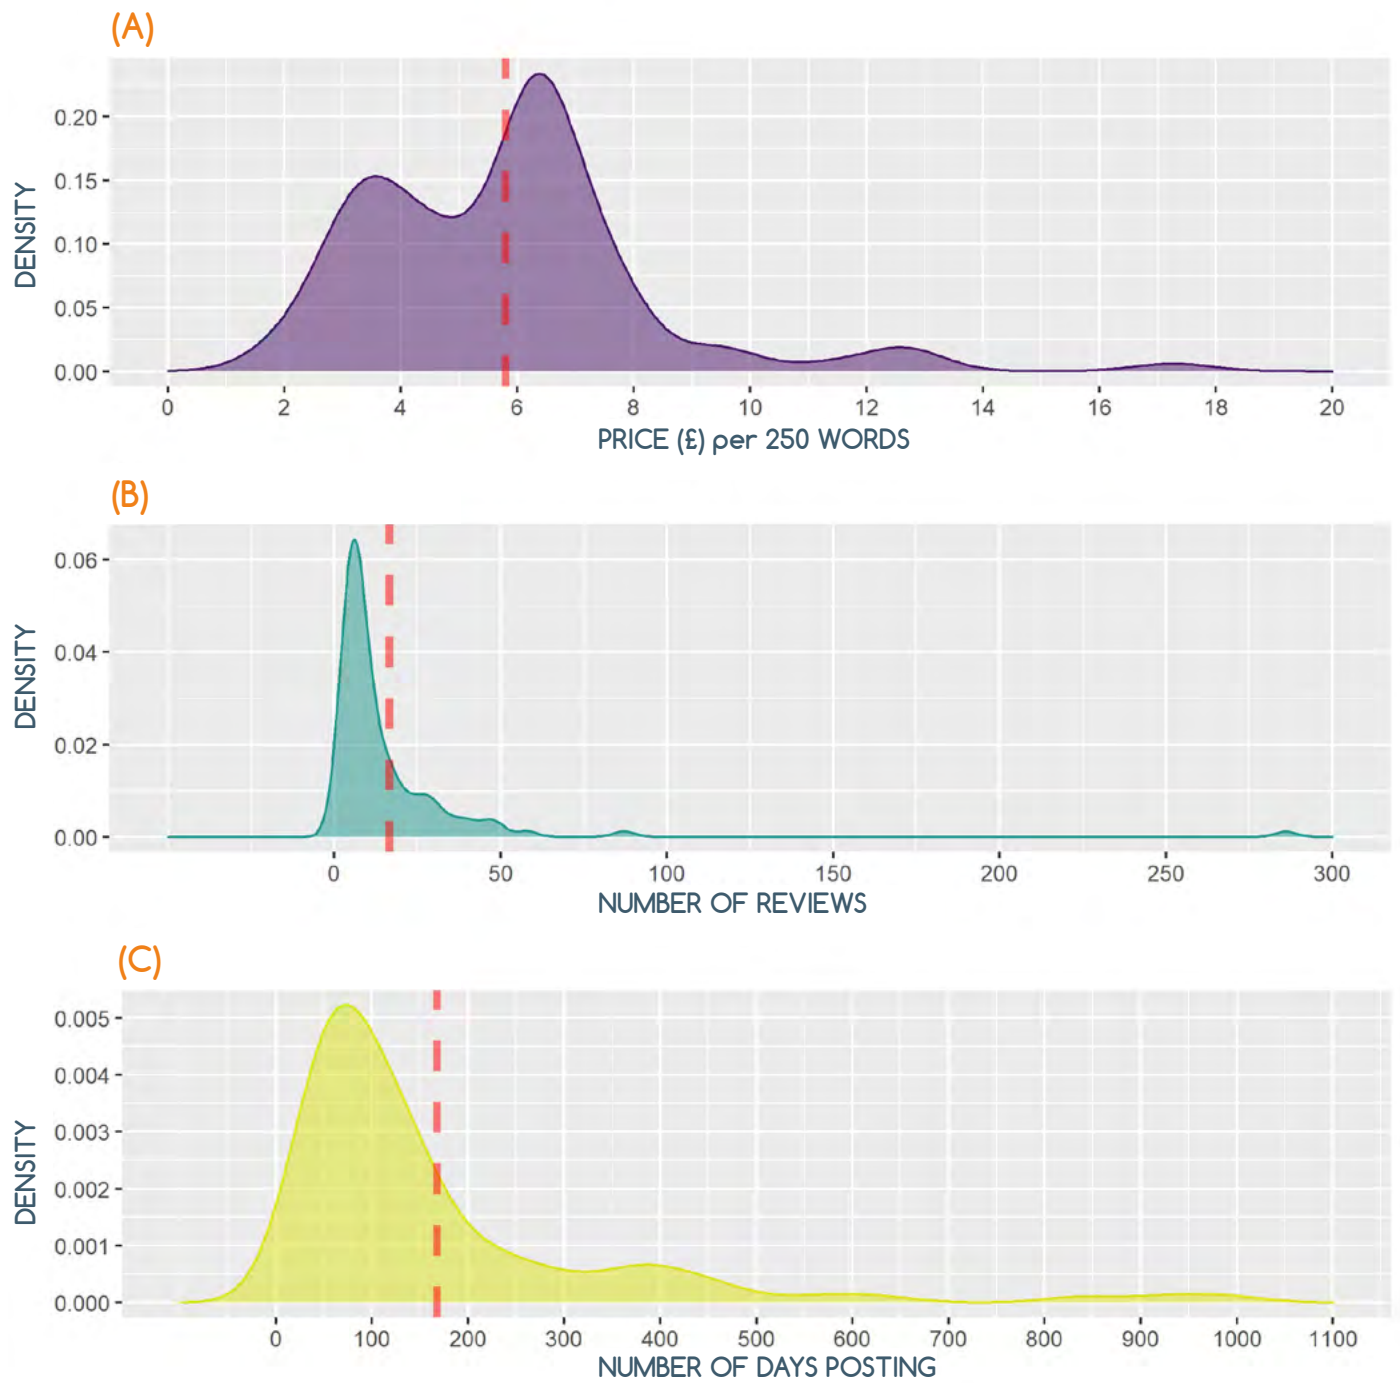 (A)
DENSITY
0.20
0.15
0.10
0.05
0.00
0 2 4 6 8 10 12 14 16 18 20
PRICE (£) per 250 WORDS
(B)
DENSITY
0.06
0.04
0.02
0.00
0 50 100 150 200 250 300
NUMBER OF REVIEWS
(C)
DENSITY
0.005
0.004
0.003
0.002
0.001
0.000
0 100 200 300 400 500 600 700 800 900 1000 1100
NUMBER OF DAYS POSTING